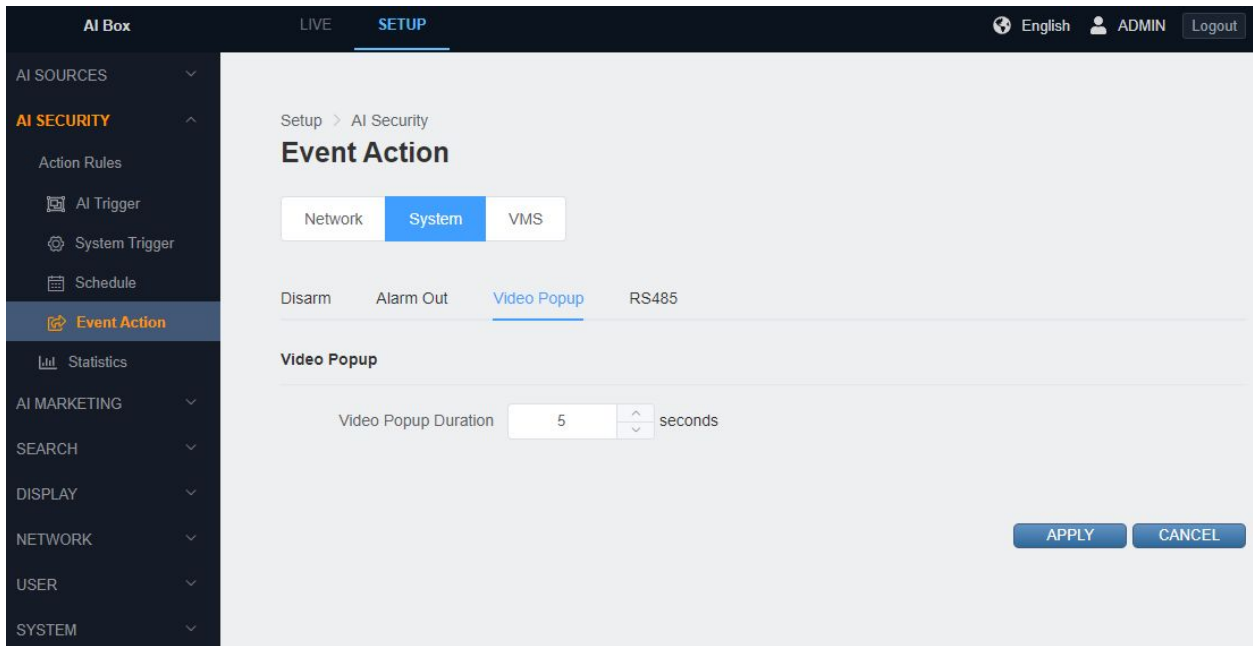 AI Box
LIVE
SETUP
English
ADMIN
Logout
AI SOURCES
AI SECURITY
Action Rules
AI Trigger
System Trigger
Schedule
Event Action
Statistics
AI MARKETING
SEARCH
DISPLAY
NETWORK
USER
SYSTEM
Setup > AI Security
Event Action
Network
System
VMS
Disarm
Alarm Out
Video Popup
RS485
Video Popup
Video Popup Duration 5 seconds
APPLY
CANCEL